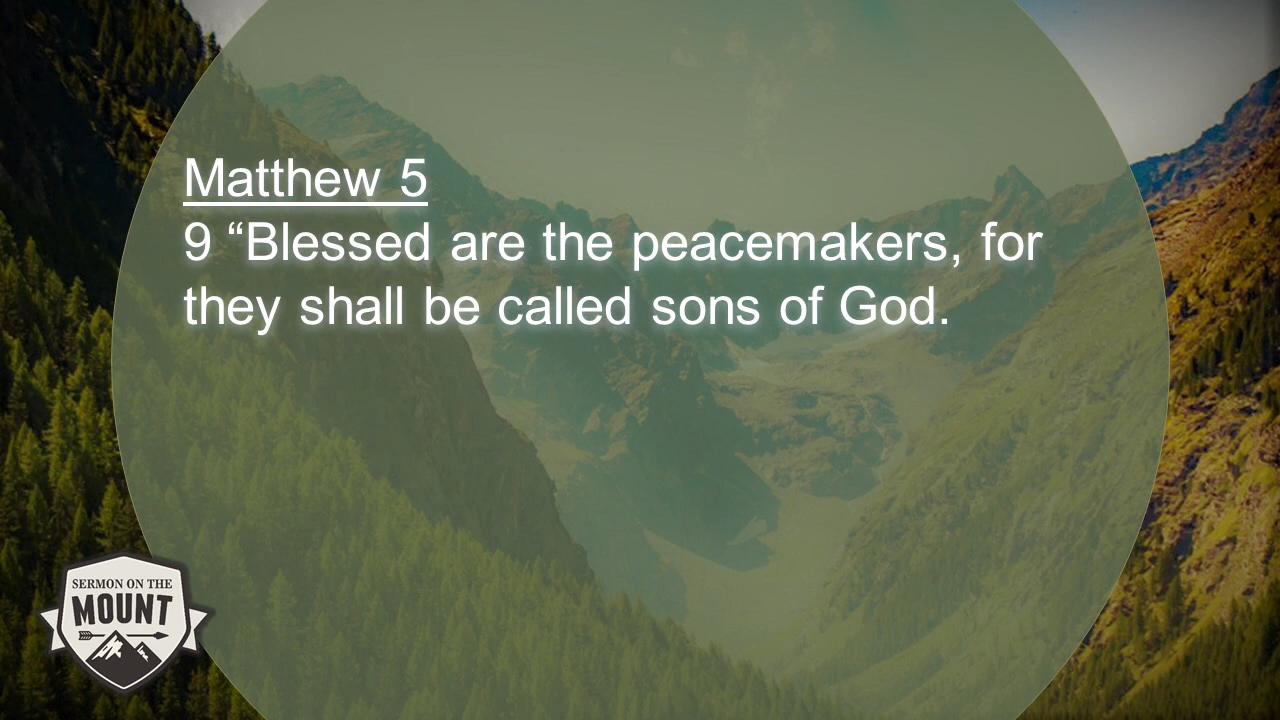 Matthew 5
9 “Blessed are the peacemakers, for
they shall be called sons of God.
SERMON ON THE
MOUNT